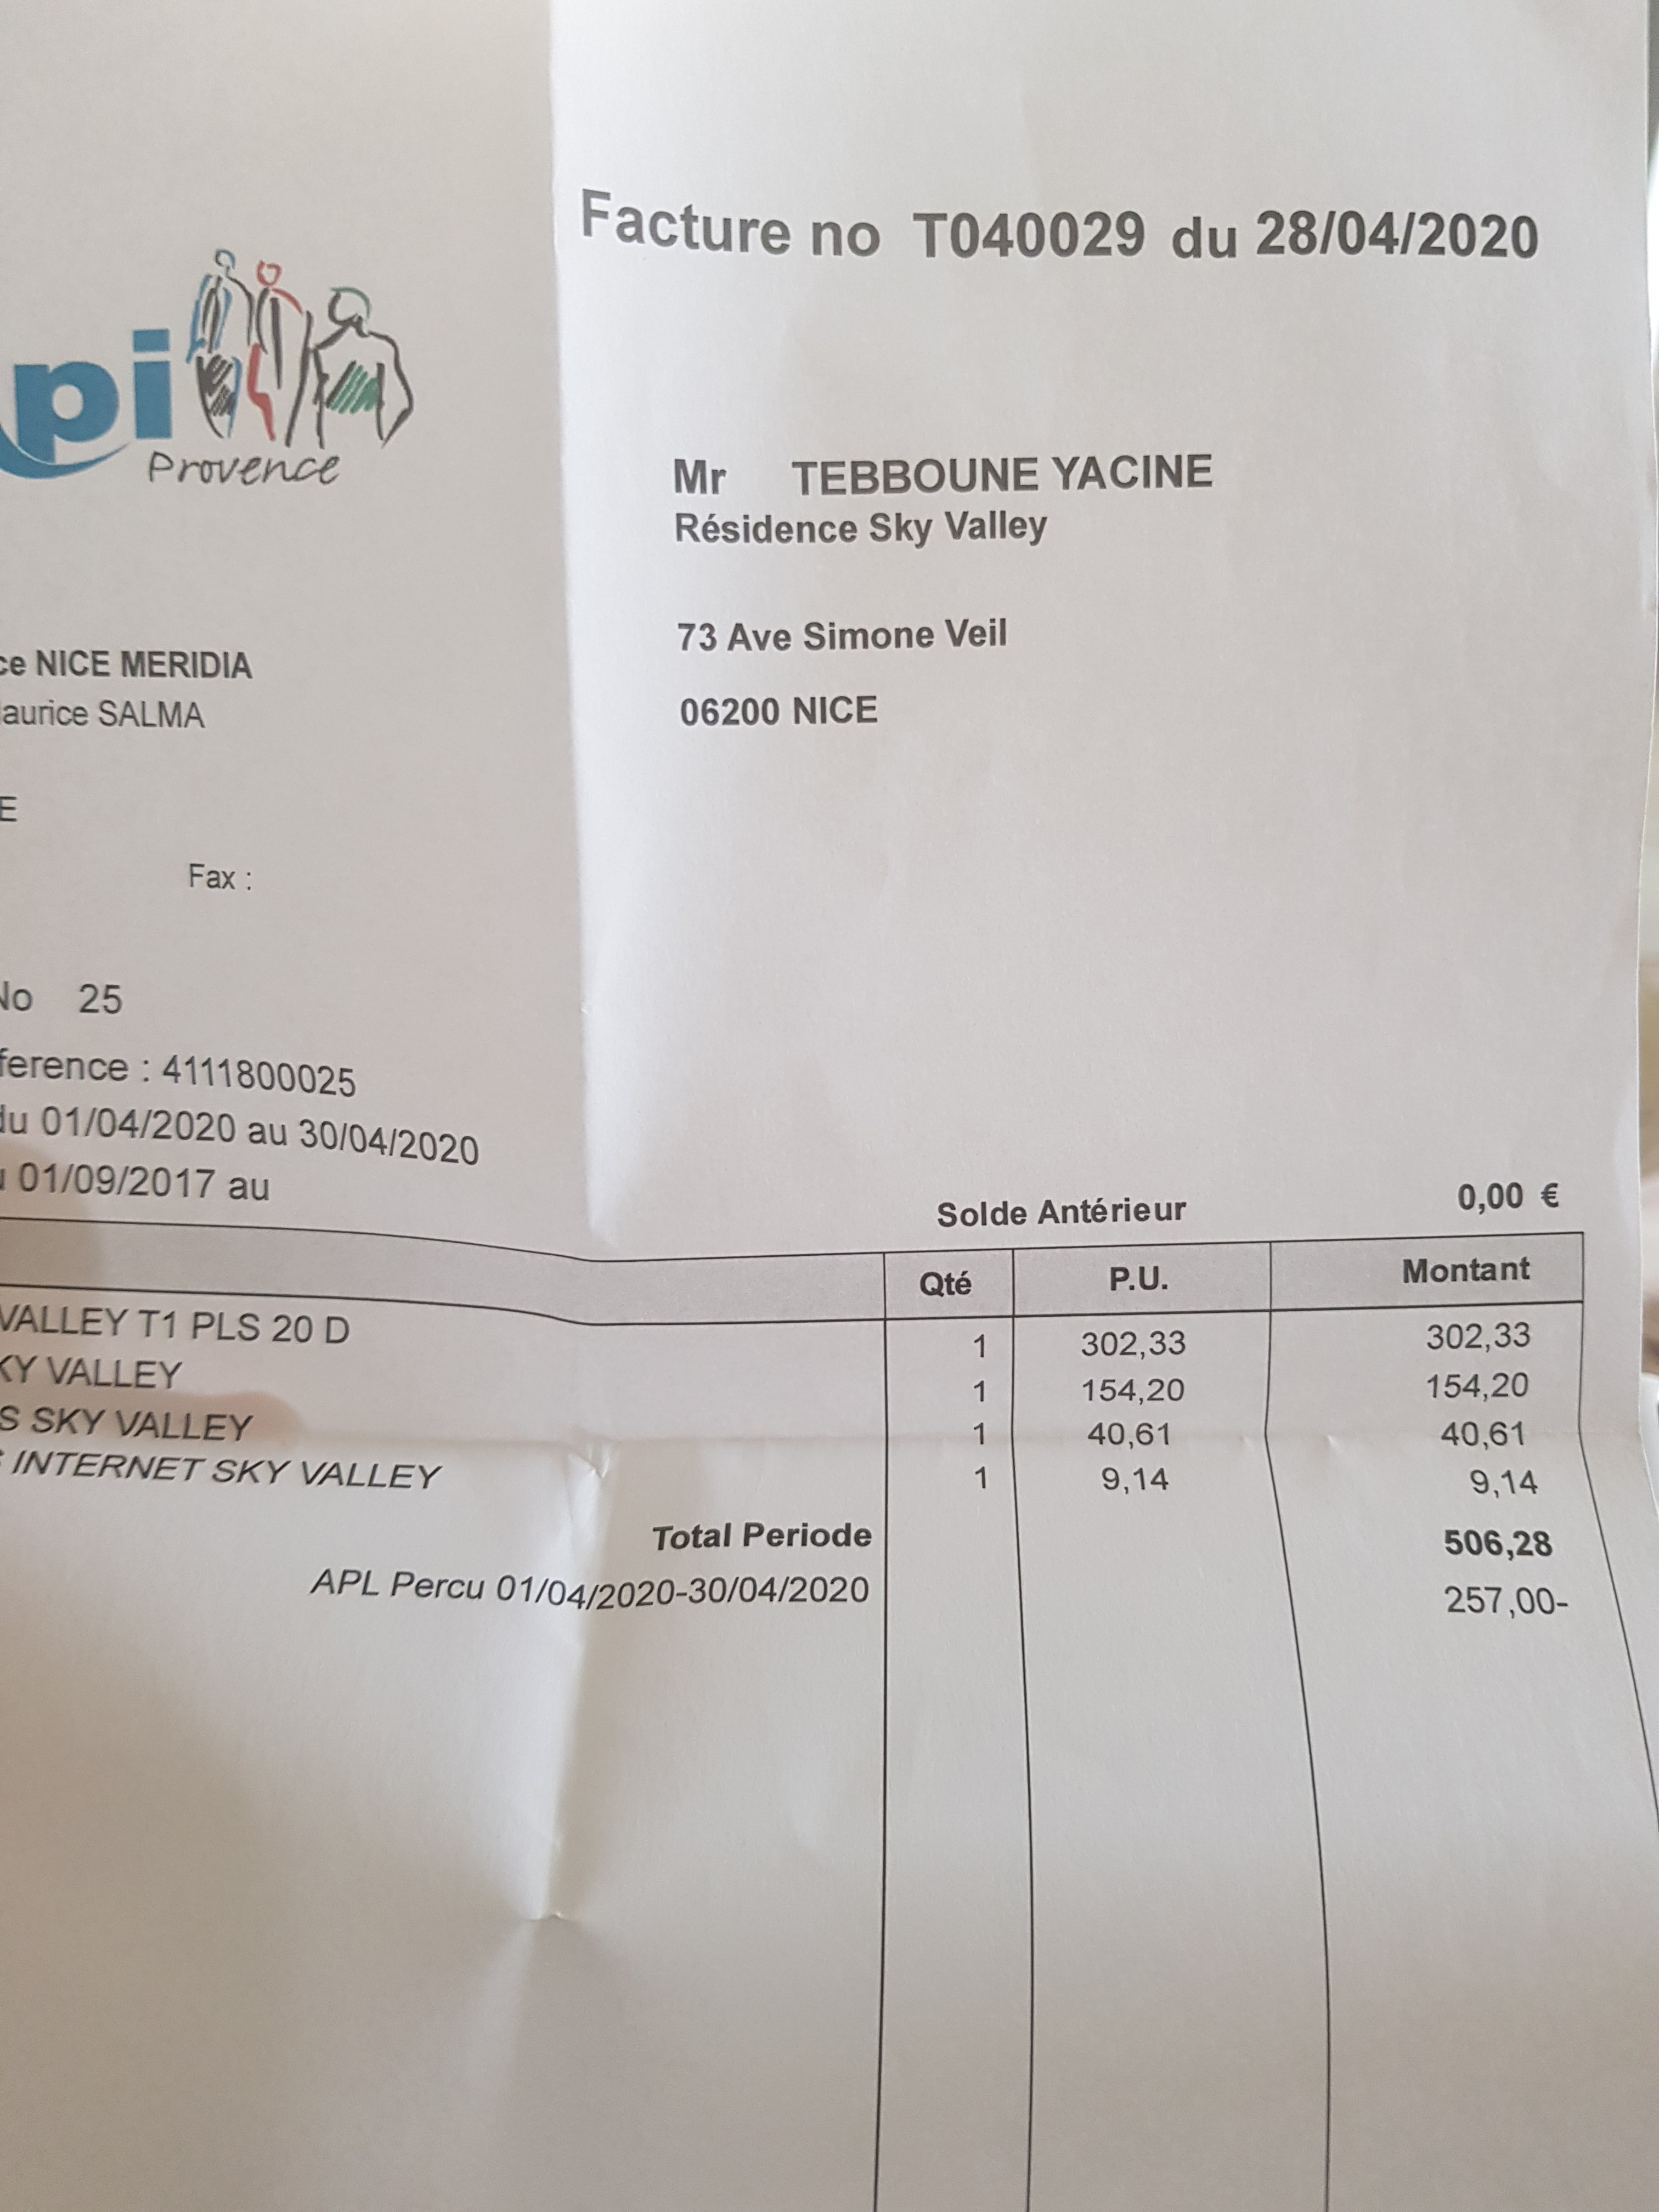 Facture no T040029 du 28/04/2020
pi
Provence
Mr TEBBOUNE YACINE
Résidence Sky Valley
73 Ave Simone Veil
06200 NICE
ce NICE MERIDIA
aurice SALMA
E
Fax :
No 25
ference : 4111800025
du 01/04/2020 au 30/04/2020
u 01/09/2017 au
Solde Antérieur 0,00 €
Qté P.U. Montant
VALLEY T1 PLS 20 D 1 302,33 302,33
KY VALLEY 1 154,20 154,20
S SKY VALLEY 1 40,61 40,61
INTERNET SKY VALLEY 1 9,14 9,14
Total Periode 506,28
APL Percu 01/04/2020-30/04/2020 257,00-